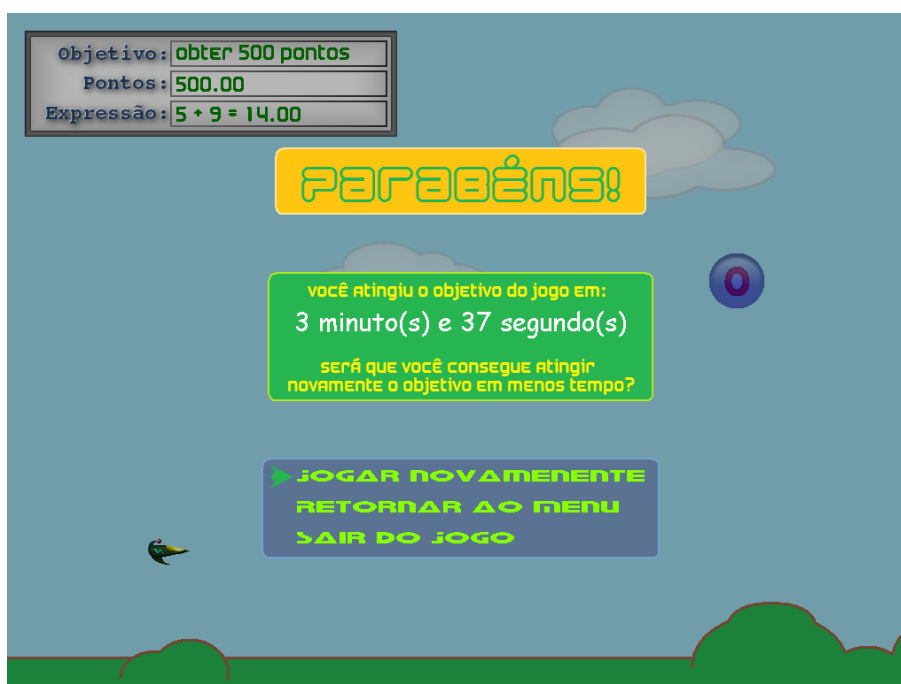 Objetivo: obter 500 pontos
Pontos: 500.00
Expressão: 5 + 9 = 14.00
Parabéns!
0
você atingiu o objetivo do jogo em:
3 minuto(s) e 37 segundo(s)
será que você consegue atingir
novamente o objetivo em menos tempo?
JOGAR NOVAMENENTE
RETORNAR AO MENU
SAIR DO JOGO